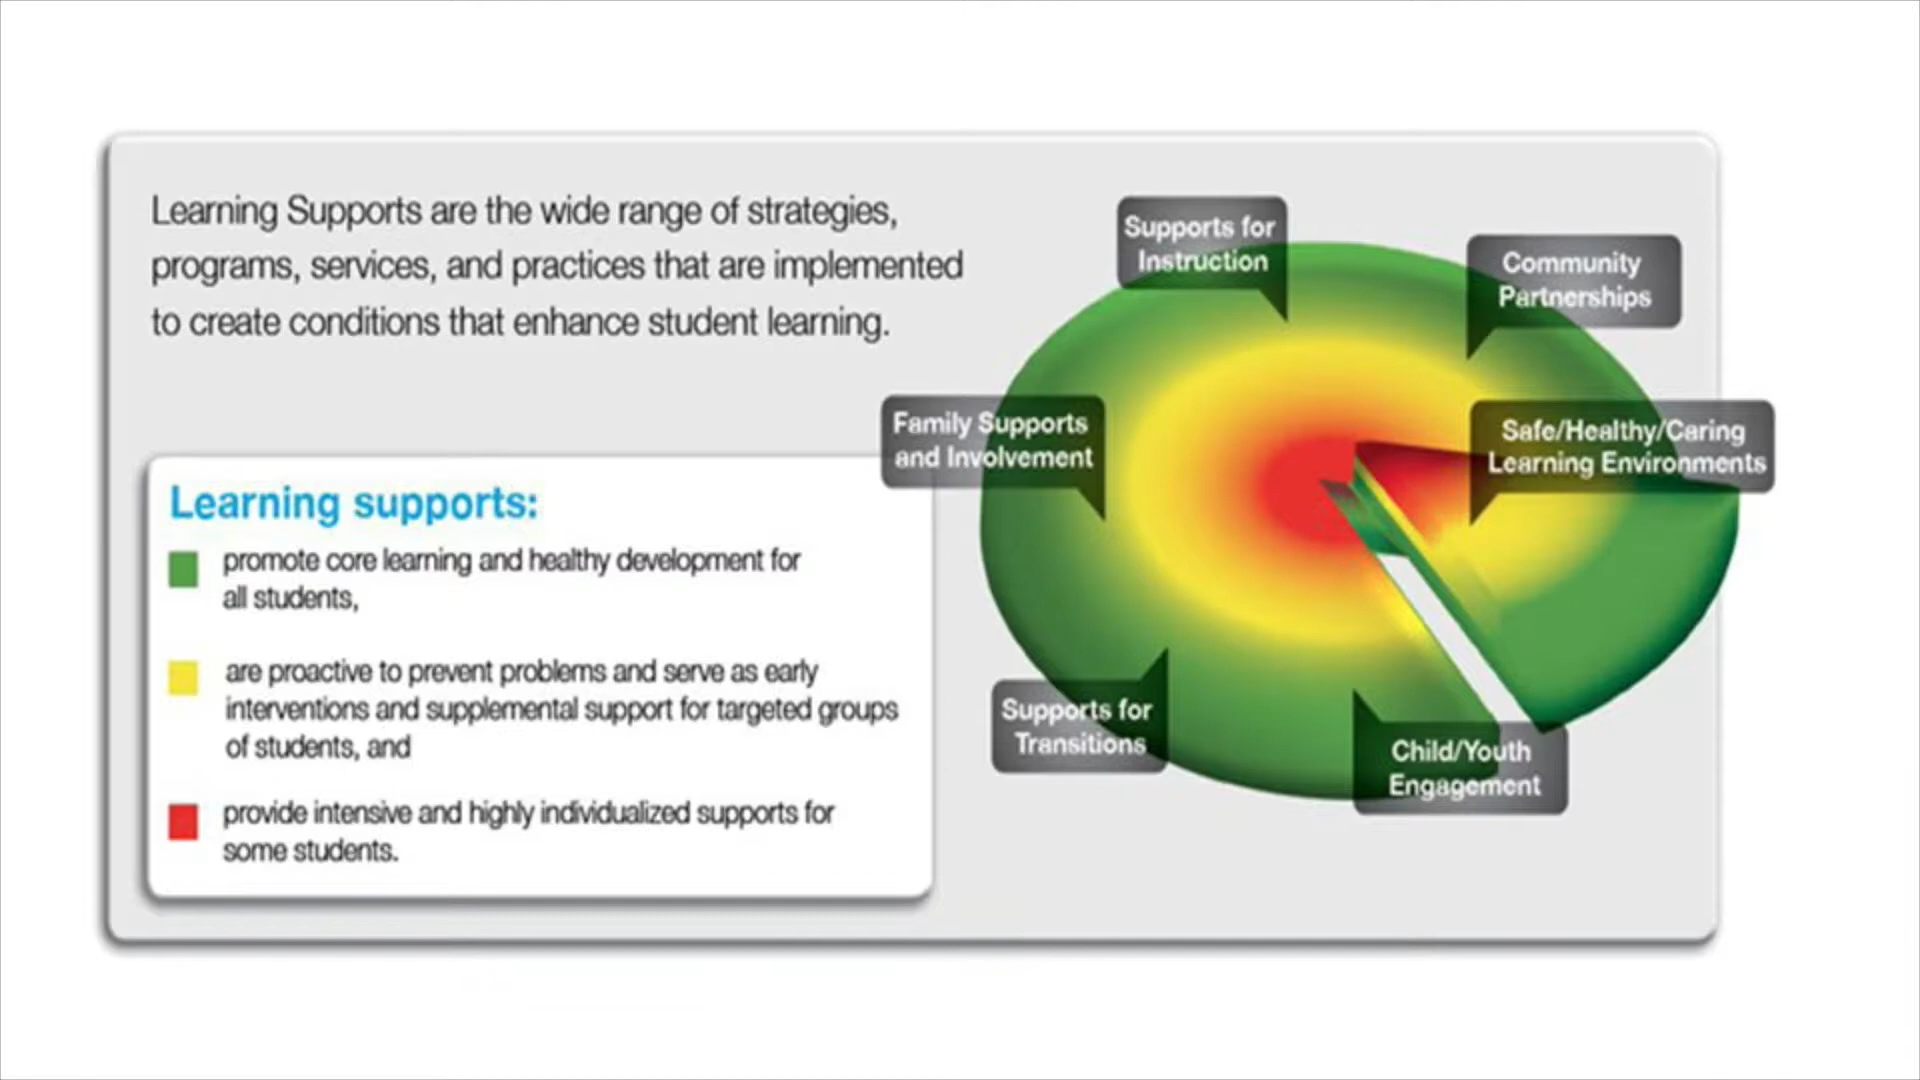 Learning Supports are the wide range of strategies,
programs, services, and practices that are implemented
to create conditions that enhance student learning.
Learning supports:
promote core learning and healthy development for
all students,
are proactive to prevent problems and serve as early
interventions and supplemental support for targeted groups
of students, and
provide intensive and highly individualized supports for
some students.
Supports for
Instruction
Community
Partnerships
Family Supports
and Involvement
Safe/Healthy/Caring
Learning Environments
Supports for
Transitions
Child/Youth
Engagement